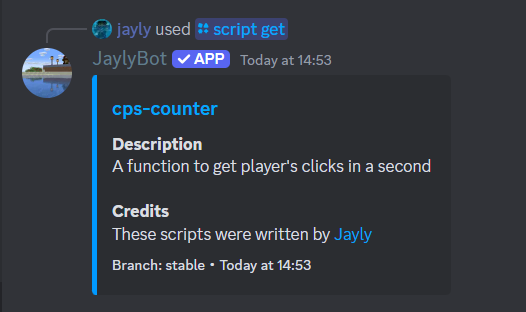 jayly used script get
JaylyBot ✓ APP Today at 14:53
cps-counter
Description
A function to get player's clicks in a second
Credits
These scripts were written by Jayly
Branch: stable • Today at 14:53